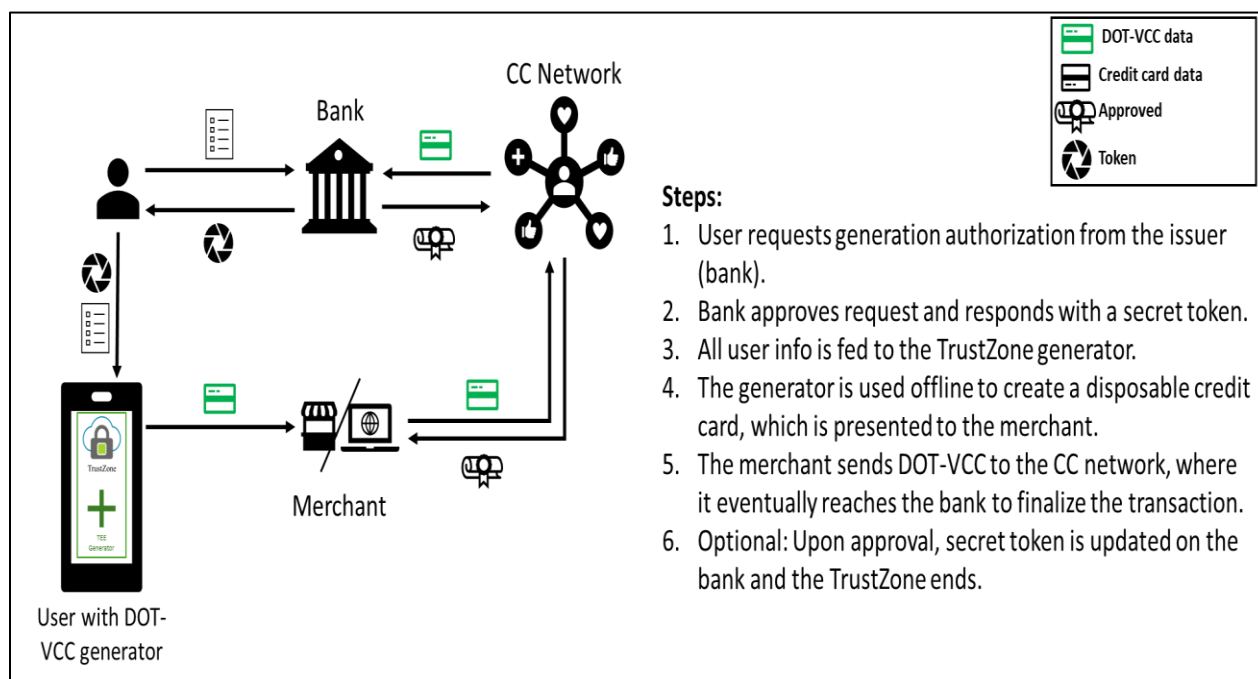 DOT-VCC data
Credit card data
Approved
Token
CC Network
Bank
Steps:
1. User requests generation authorization from the issuer
(bank).
2. Bank approves request and responds with a secret token.
3. All user info is fed to the TrustZone generator.
4. The generator is used offline to create a disposable credit
card, which is presented to the merchant.
5. The merchant sends DOT-VCC to the CC network, where
it eventually reaches the bank to finalize the transaction.
6. Optional: Upon approval, secret token is updated on the
bank and the TrustZone ends.
TrustZone
TEE
Generator
Merchant
User with DOT-
VCC generator